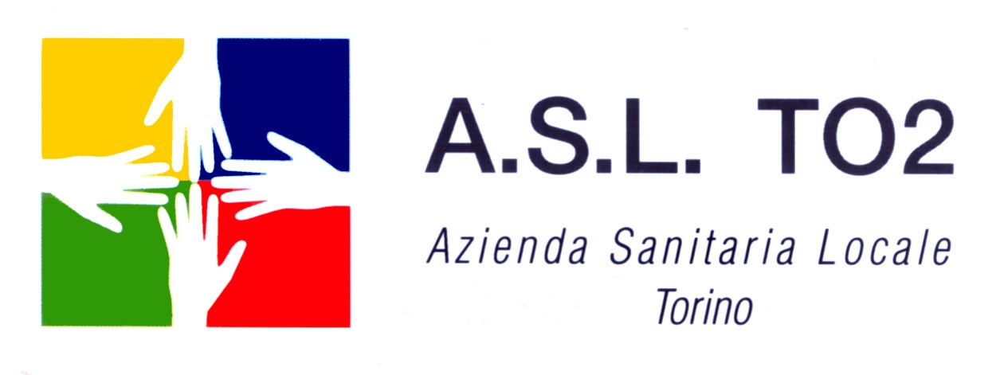 A.S.L. TO2
Azienda Sanitaria Locale
Torino